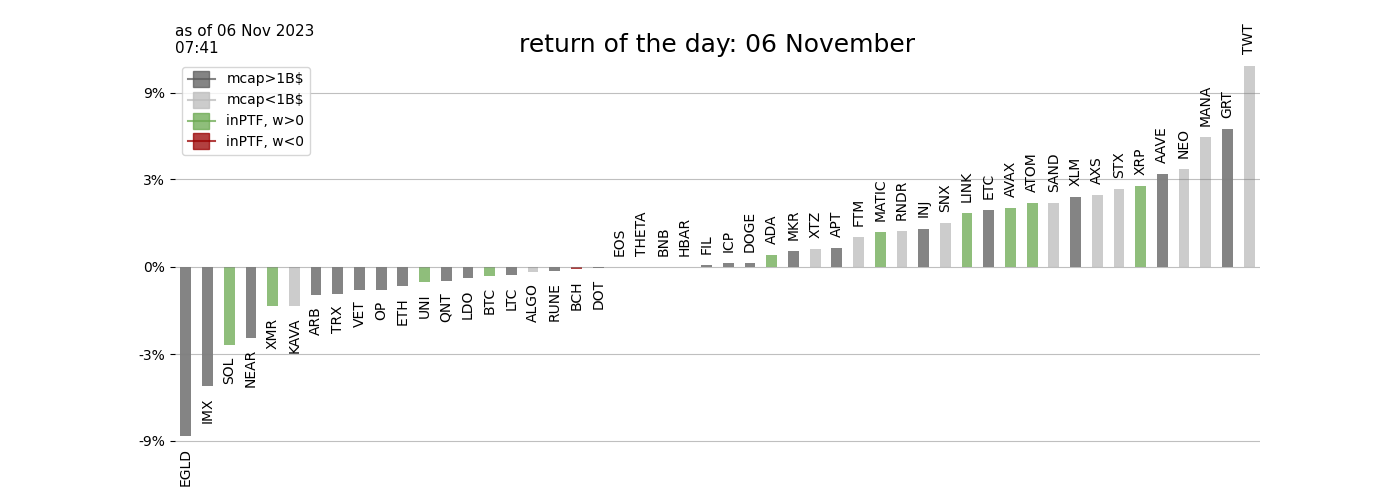 as of 06 Nov 2023
07:41
return of the day: 06 November
mcap>1B$
mcap<1B$
inPTF, w>0
inPTF, w<0
9%
3%
0%
-3%
-9%
EGLD
IMX
SOL
NEAR
XMR
KAVA
ARB
TRX
VET
OP
ETH
UNI
QNT
LDO
BTC
LTC
ALGO
RUNE
BCH
DOT
EOS
THETA
BNB
HBAR
FIL
ICP
DOGE
ADA
MKR
XTZ
APT
FTM
MATIC
RNDR
INJ
SNX
LINK
ETC
AVAX
ATOM
SAND
XLM
AXS
STX
XRP
AAVE
NEO
MANA
GRT
TWT